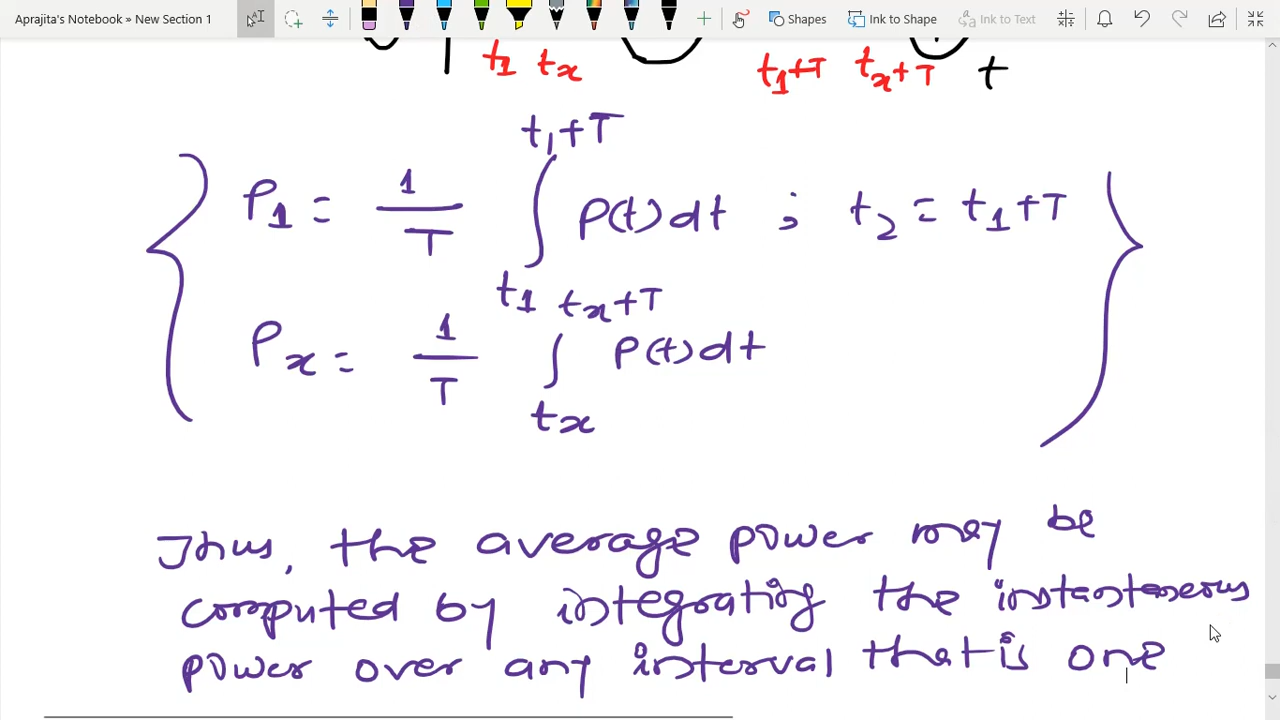 Aprajita's Notebook » New Section 1
Shapes
Ink to Shape
Ink to Text
t1 tx t1+T tx+T t
t1+T
P1 = 1/T ∫ P(t)dt ; t2 = t1+T
t1
tx+T
Px = 1/T ∫ P(t)dt
tx
Thus, the average power may be
computed by integrating the instantaneous
power over any interval that is one